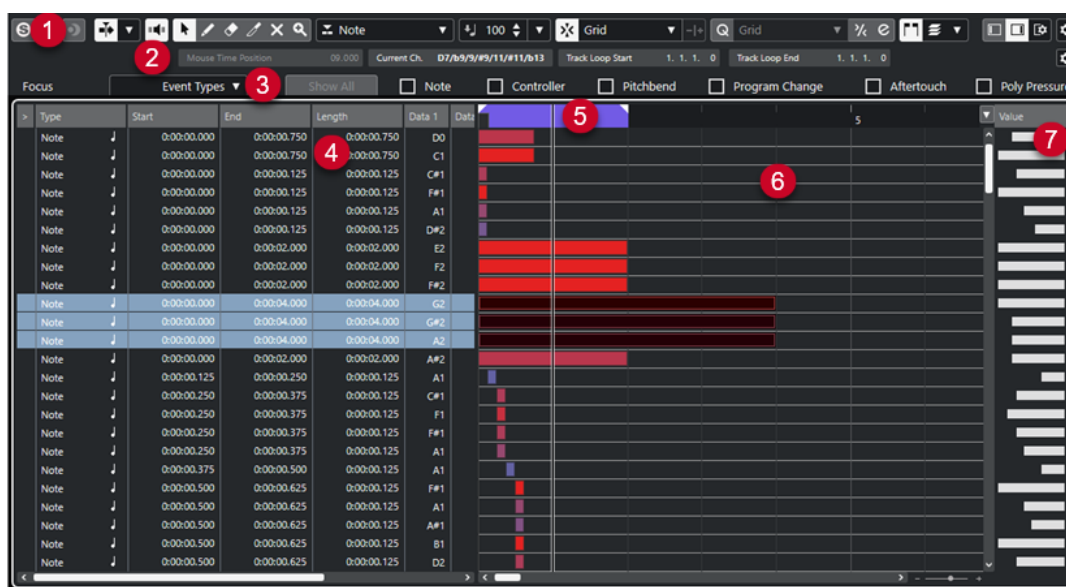 1 Note 100 Grid Q Grid
2 Mouse Time Position 09.000 Current Ch. D7/b9/9/#9/11/#11/b13 Track Loop Start 1. 1. 1. 0 Track Loop End 1. 1. 1. 0
Focus Event Types 3 Show All Note Controller Pitchbend Program Change Aftertouch Poly Pressure
> Type Start End Length Data 1 Data 5 5 Value
Note 0:00:00.000 0:00:00.750 0:00:00.750 D0 7
Note 0:00:00.000 0:00:00.750 4 0:00:00.750 C1
Note 0:00:00.000 0:00:00.125 0:00:00.125 C#1 6
Note 0:00:00.000 0:00:00.125 0:00:00.125 F#1
Note 0:00:00.000 0:00:00.125 0:00:00.125 A1
Note 0:00:00.000 0:00:00.125 0:00:00.125 D#2
Note 0:00:00.000 0:00:02.000 0:00:02.000 E2
Note 0:00:00.000 0:00:02.000 0:00:02.000 F2
Note 0:00:00.000 0:00:02.000 0:00:02.000 F#2
Note 0:00:00.000 0:00:04.000 0:00:04.000 G2
Note 0:00:00.000 0:00:04.000 0:00:04.000 G#2
Note 0:00:00.000 0:00:04.000 0:00:04.000 A2
Note 0:00:00.000 0:00:02.000 0:00:02.000 A#2
Note 0:00:00.125 0:00:00.250 0:00:00.125 A1
Note 0:00:00.250 0:00:00.375 0:00:00.125 C#1
Note 0:00:00.250 0:00:00.375 0:00:00.125 F1
Note 0:00:00.250 0:00:00.375 0:00:00.125 F#1
Note 0:00:00.250 0:00:00.375 0:00:00.125 A1
Note 0:00:00.375 0:00:00.500 0:00:00.125 A1
Note 0:00:00.500 0:00:00.625 0:00:00.125 F#1
Note 0:00:00.500 0:00:00.625 0:00:00.125 A1
Note 0:00:00.500 0:00:00.625 0:00:00.125 A#1
Note 0:00:00.500 0:00:00.625 0:00:00.125 B1
Note 0:00:00.500 0:00:00.625 0:00:00.125 D2